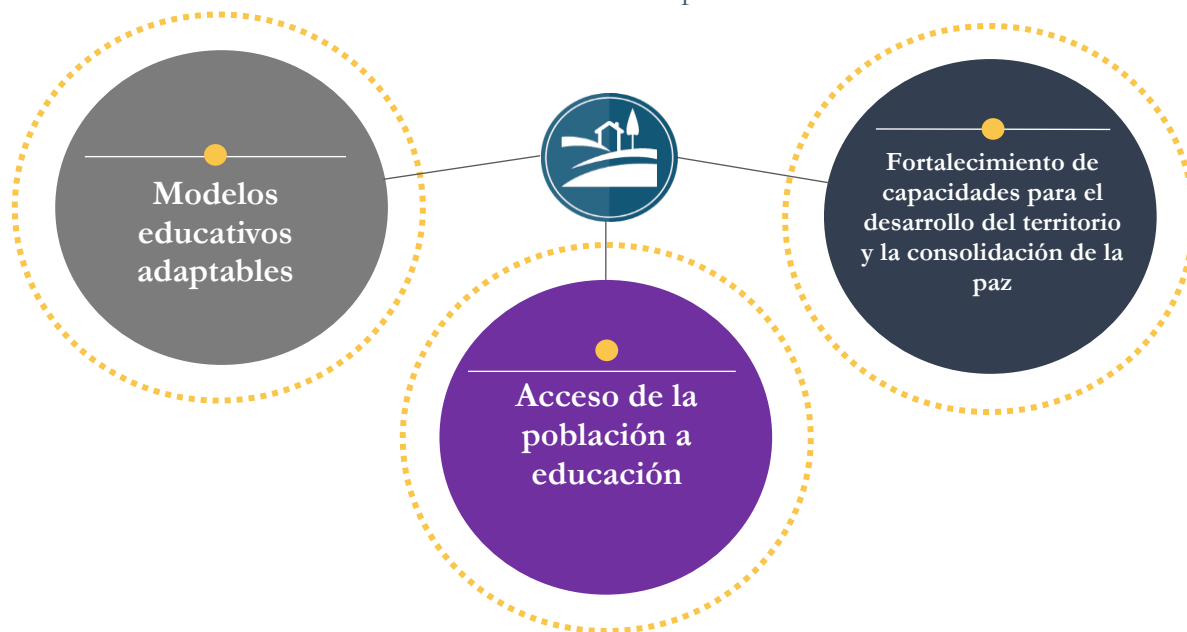 Modelos
educativos
adaptables
Acceso de la
población a
educación
Fortalecimiento de
capacidades para el
desarrollo del territorio
y la consolidación de la
paz